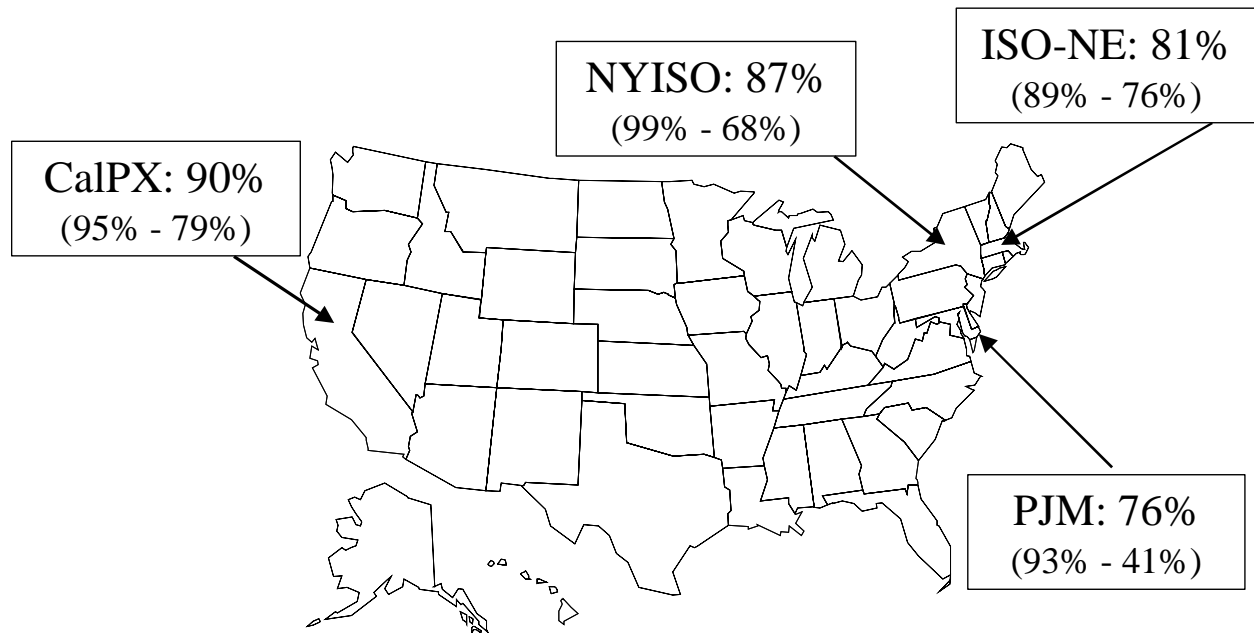 ISO-NE: 81%
(89% - 76%)
NYISO: 87%
(99% - 68%)
CalPX: 90%
(95% - 79%)
PJM: 76%
(93% - 41%)